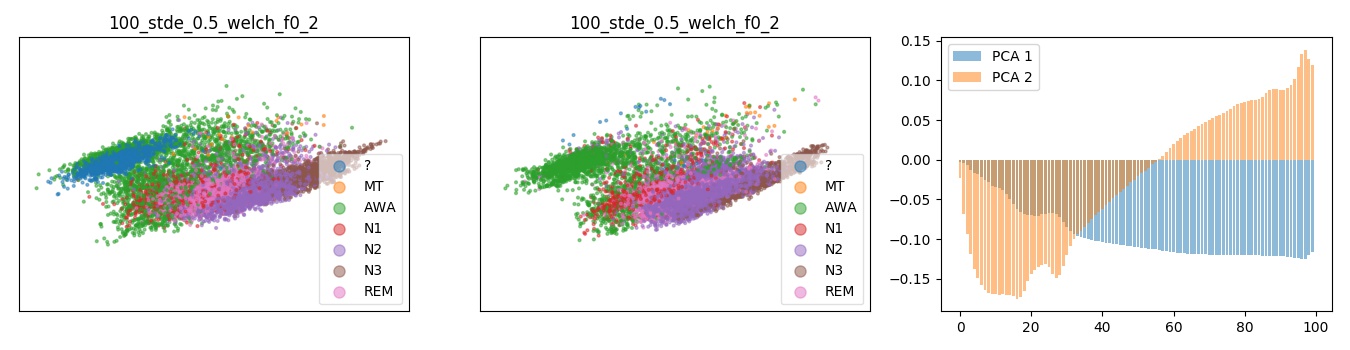 100_stde_0.5_welch_f0_2
?
MT
AWA
N1
N2
N3
REM
100_stde_0.5_welch_f0_2
?
MT
AWA
N1
N2
N3
REM
PCA 1
PCA 2
0.15
0.10
0.05
0.00
−0.05
−0.10
−0.15
0 20 40 60 80 100